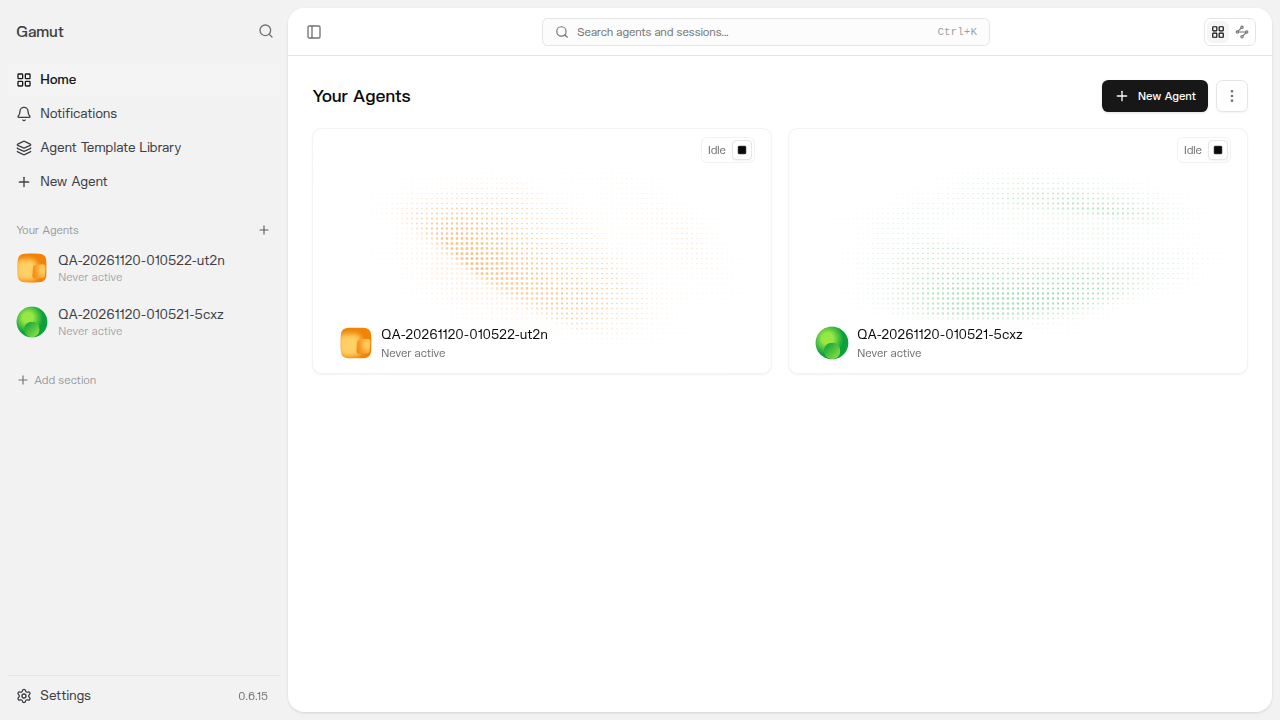 Gamut
Home
Notifications
Agent Template Library
New Agent
Your Agents
QA-20261120-010522-ut2n
Never active
QA-20261120-010521-5cxz
Never active
Add section
Settings
0.6.15
Search agents and sessions...
Ctrl+K
Your Agents
New Agent
Idle
QA-20261120-010522-ut2n
Never active
Idle
QA-20261120-010521-5cxz
Never active